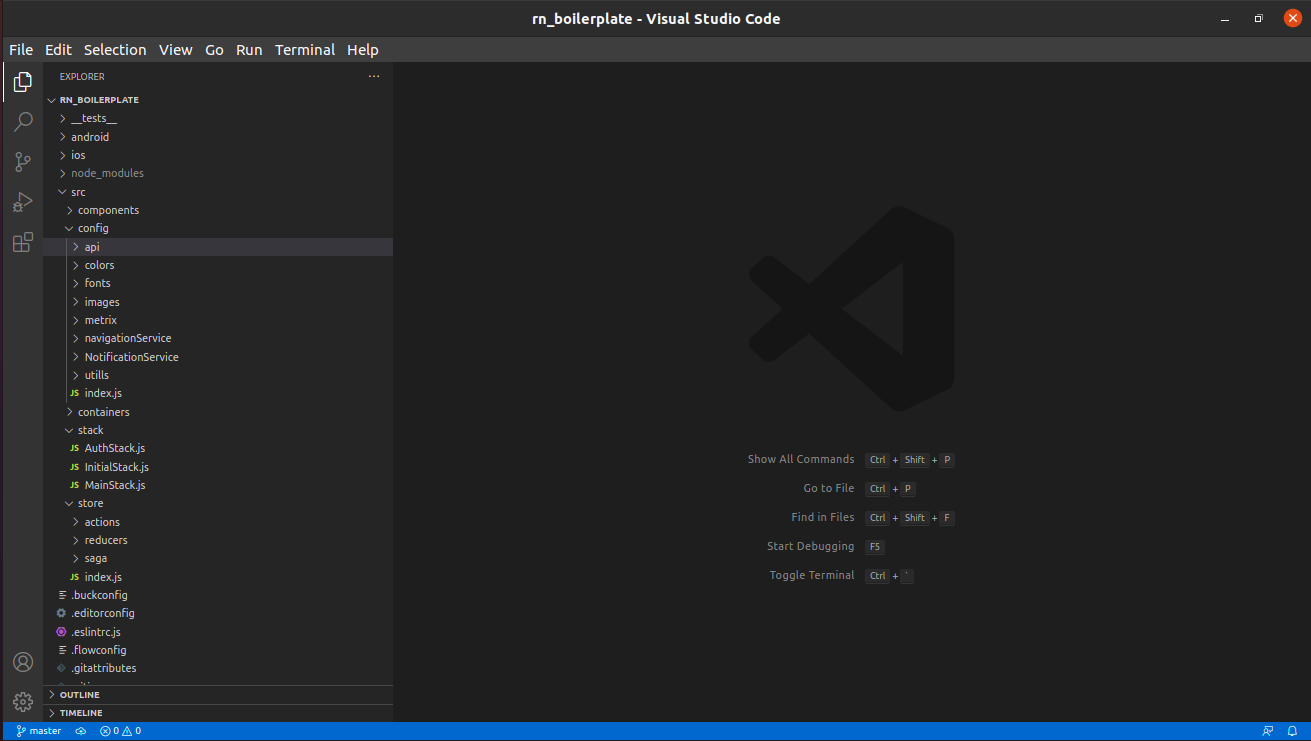 rn_boilerplate - Visual Studio Code
File Edit Selection View Go Run Terminal Help
EXPLORER
RN_BOILERPLATE
__tests__
android
ios
node_modules
src
components
config
api
colors
fonts
images
metrix
navigationService
NotificationService
utills
JS index.js
containers
stack
JS AuthStack.js
JS InitialStack.js
JS MainStack.js
store
actions
reducers
saga
JS index.js
.buckconfig
.editorconfig
.eslintrc.js
.flowconfig
.gitattributes
OUTLINE
TIMELINE
Show All Commands Ctrl + Shift + P
Go to File Ctrl + P
Find in Files Ctrl + Shift + F
Start Debugging F5
Toggle Terminal Ctrl + `
master 0 0